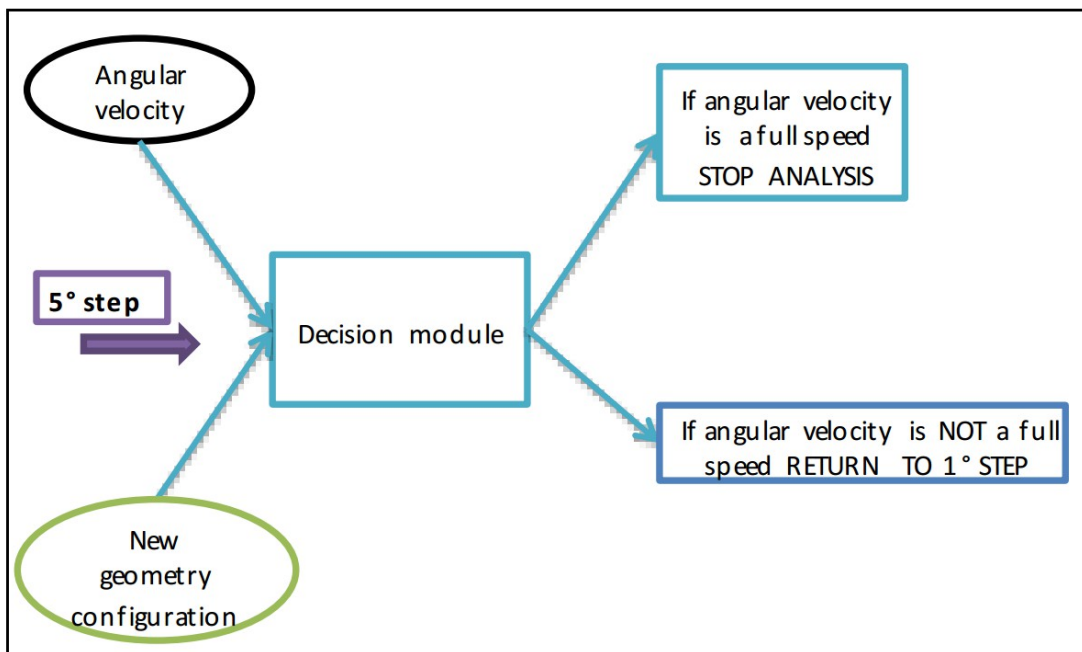 Angular
velocity
If angular velocity
is a full speed
STOP ANALYSIS
5° step
Decision module
If angular velocity is NOT a full
speed RETURN TO 1° STEP
New
geometry
configuration